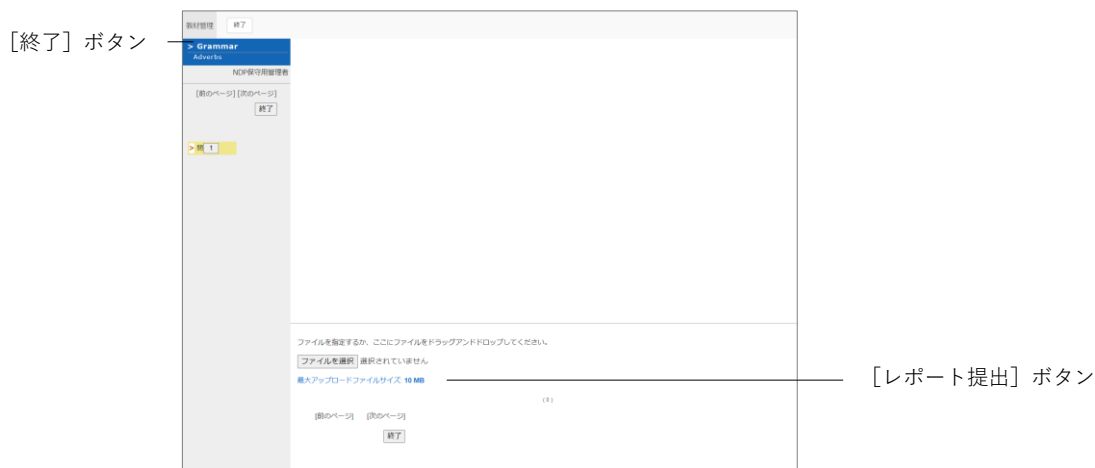 教材管理 終了
［終了］ボタン
> Grammar
Adverbs
NDP保守用管理者
[前のページ] [次のページ]
終了
> 問 1
ファイルを指定するか、ここにファイルをドラッグアンドドロップしてください。
ファイルを選択 選択されていません
最大アップロードファイルサイズ: 10 MB
［レポート提出］ボタン
[前のページ] [次のページ]
終了